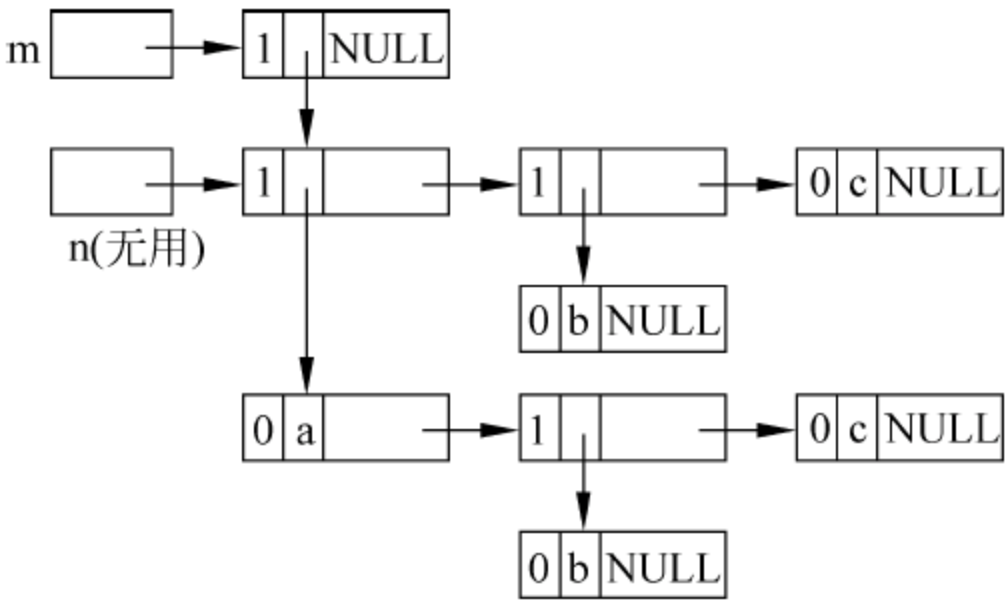 m 1 NULL
1 1 0 c NULL
n(无用)
0 b NULL
0 a 1 0 c NULL
0 b NULL